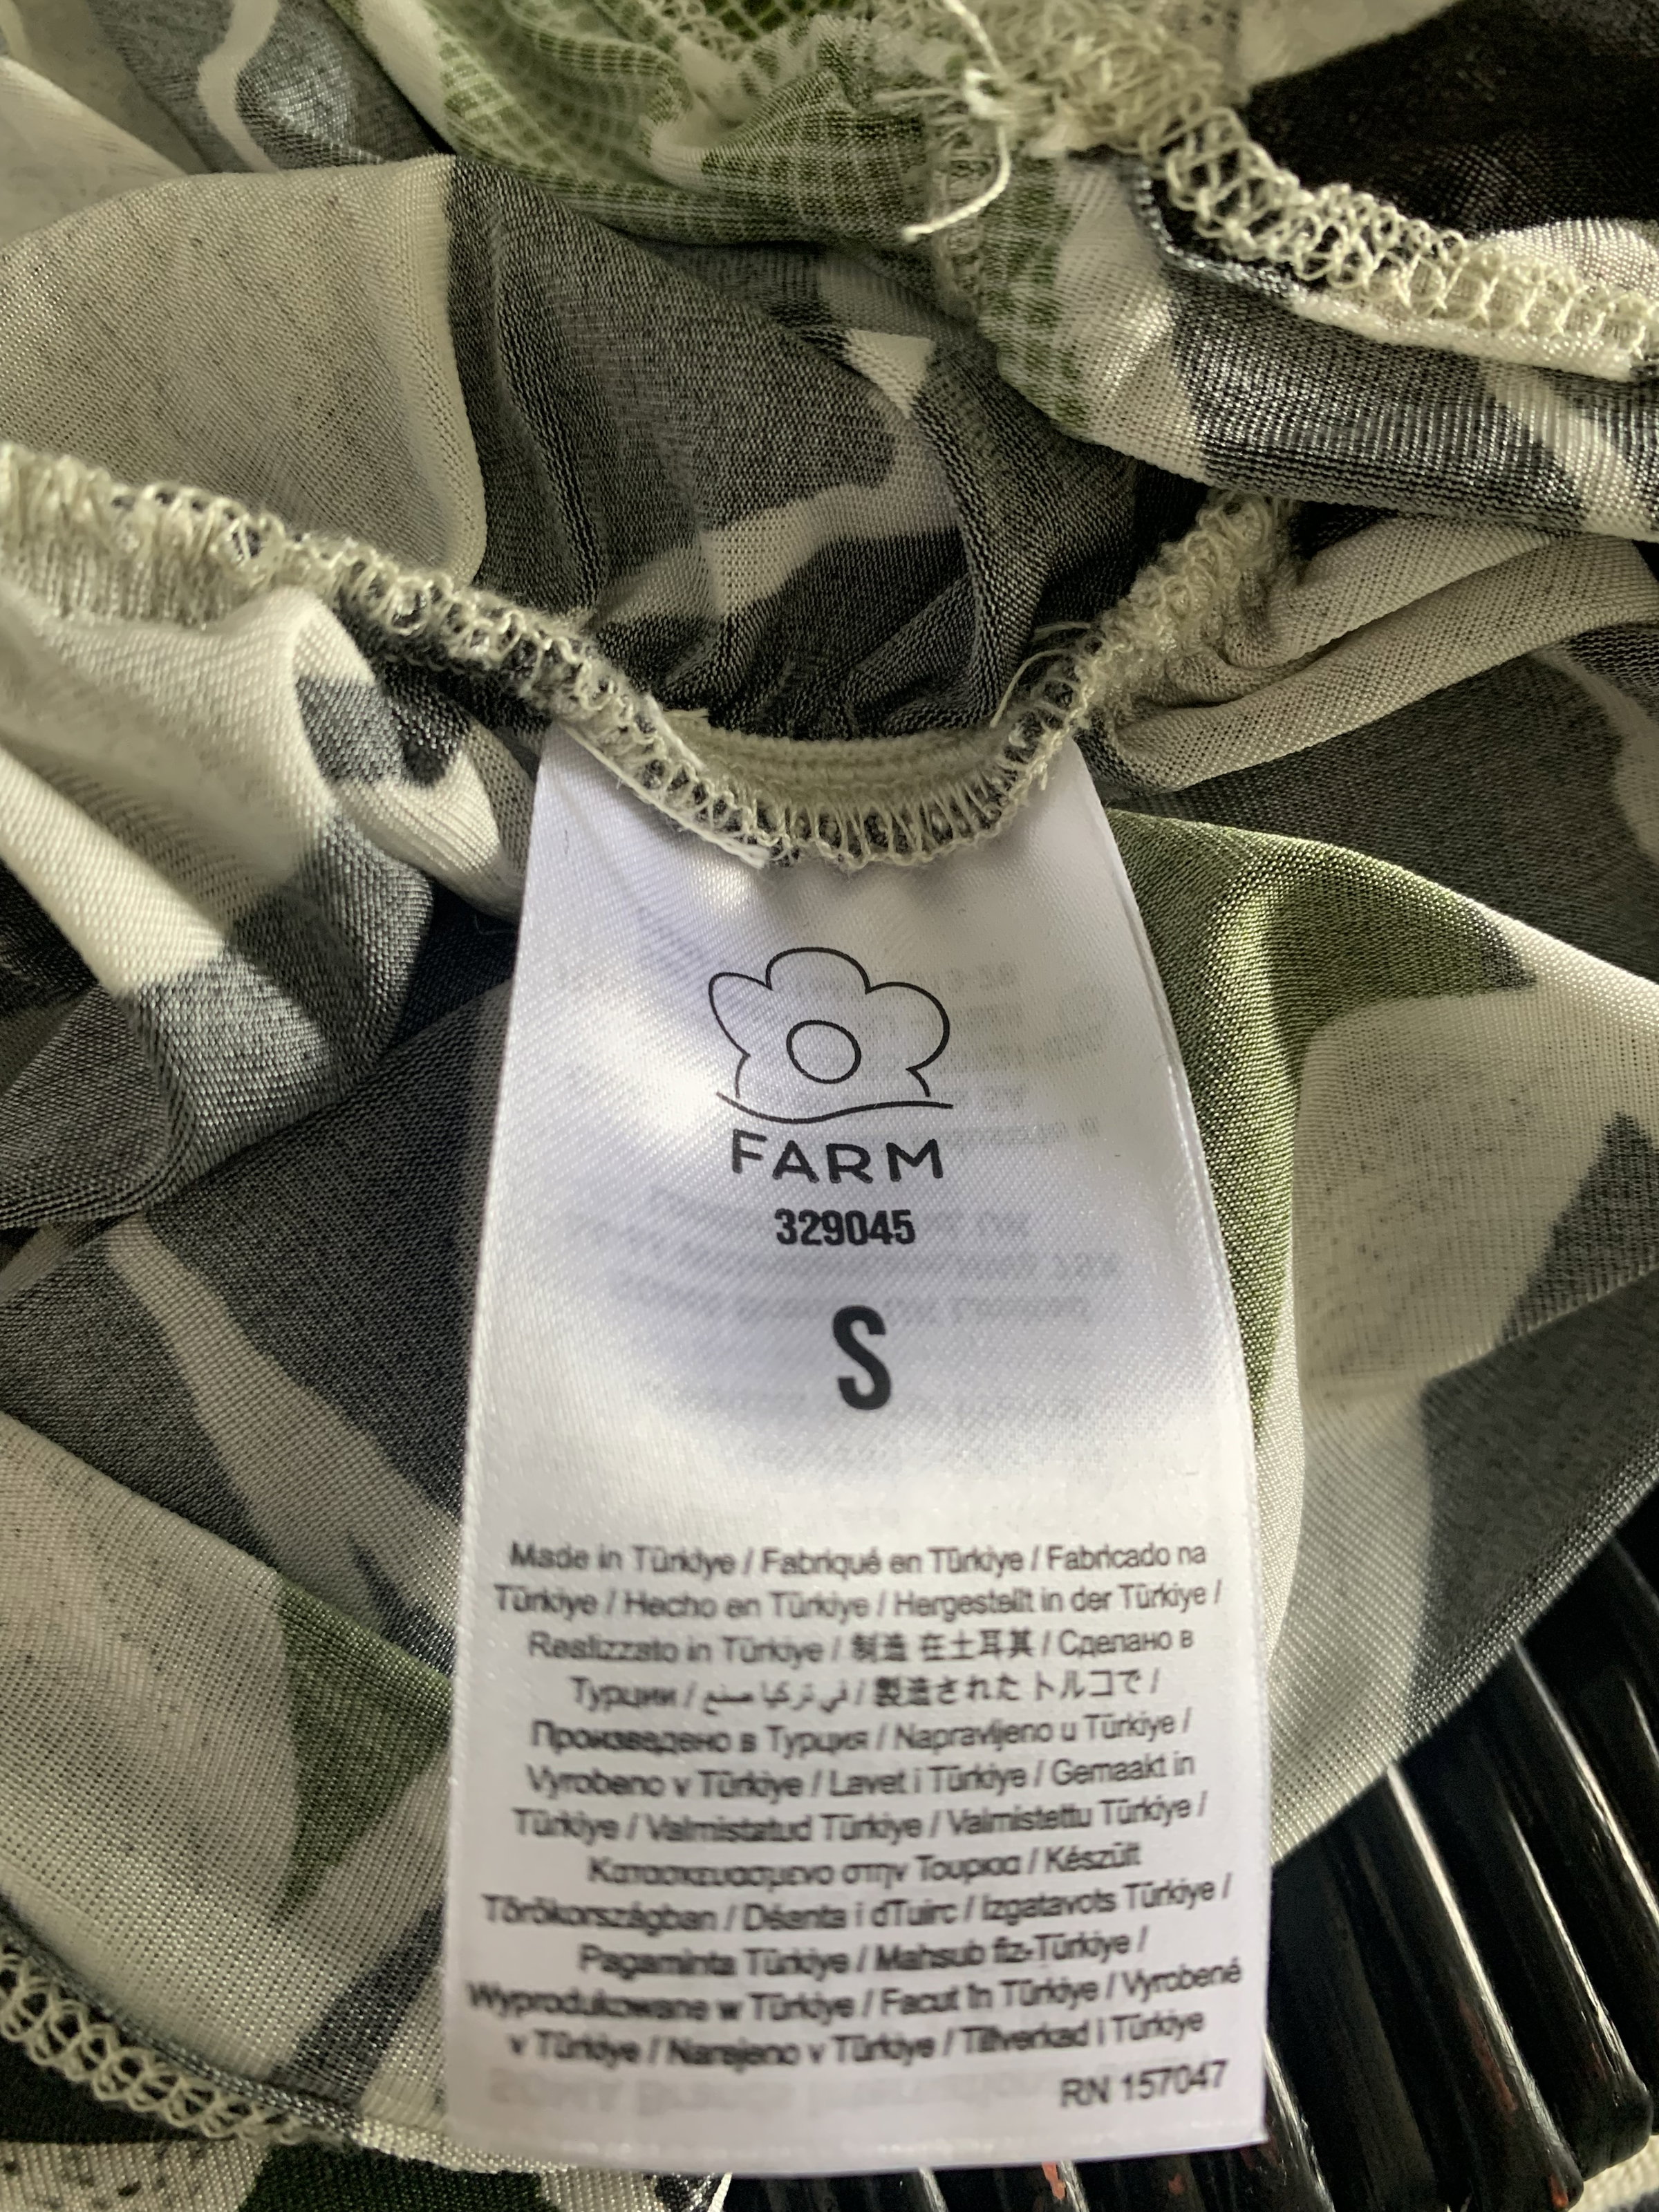 FARM
329045
S
Made in Türkiye / Fabriqué en Türkiye / Fabricado na
Türkiye / Hecho en Türkiye / Hergestellt in der Türkiye /
Realizzato in Türkiye / 制造 在土耳其 / Сделано в
Турции / في تركيا صنع / 製造された トルコで /
Произведено в Турция / Napravljeno u Türkiye /
Vyrobeno v Türkiye / Lavet i Türkiye / Gemaakt in
Türkiye / Valmistatud Türkiye / Valmistettu Türkiye /
Κατασκευασμενο στην Τουρκια / Készült
Törökországban / Déanta i dTuirc / Izgatavots Türkiye /
Pagaminta Türkiye / Mahsub fiz-Türkiye /
Wyprodukowane w Türkiye / Facut în Türkiye / Vyrobené
v Türkiye / Narejeno v Türkiye / Tillverkad i Türkiye
RN 157047